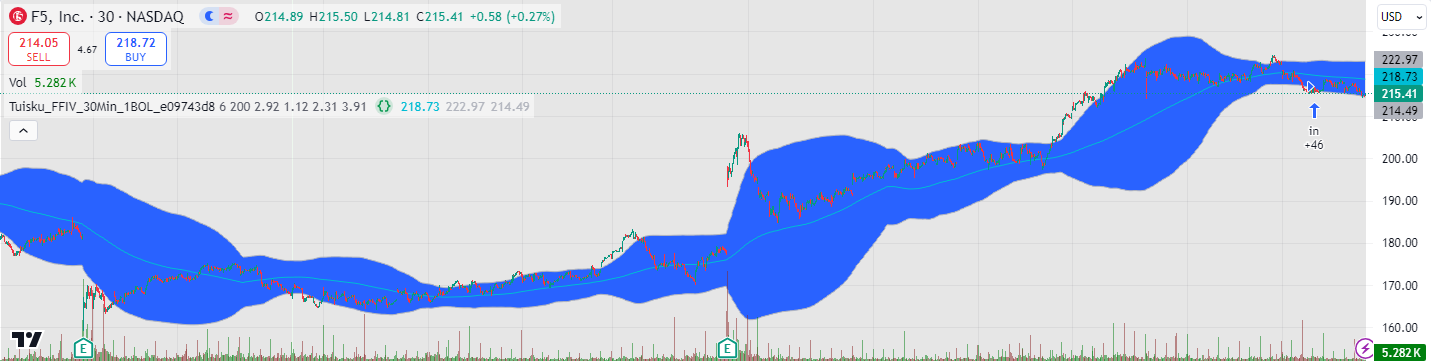 F5, Inc. · 30 · NASDAQ O214.89 H215.50 L214.81 C215.41 +0.58 (+0.27%)
USD
214.05 SELL 4.67 218.72 BUY
Vol 5.282 K
Tuisku_FFIV_30Min_1BOL_e09743d8 6 200 2.92 1.12 2.31 3.91 218.73 222.97 214.49
222.97
218.73
215.41
214.49
in
+46
200.00
190.00
180.00
170.00
160.00
E
E
5.282 K